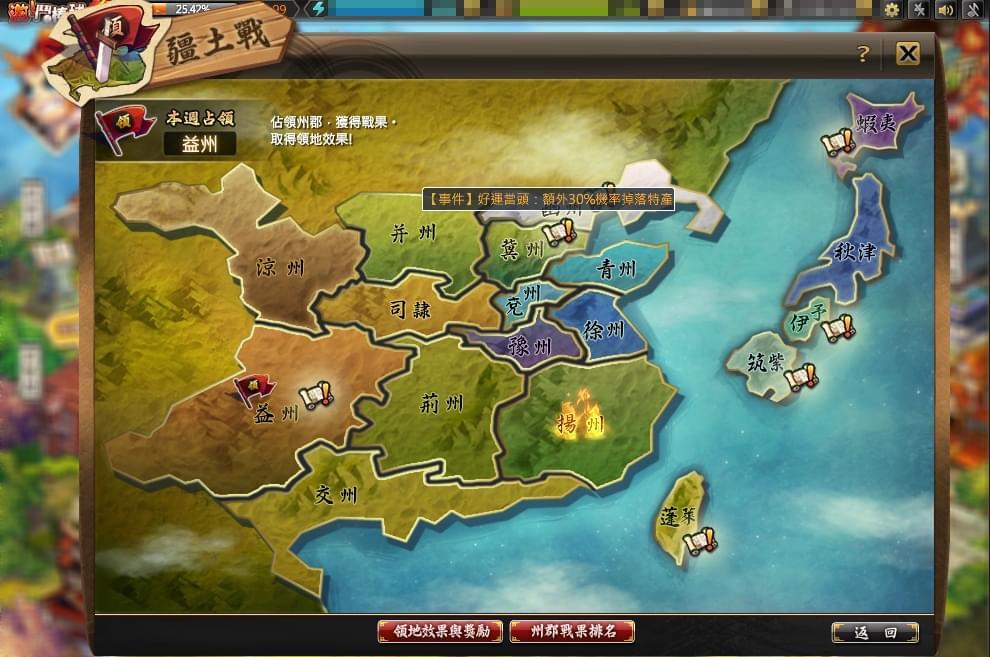 25.42%
99
疆土戰
?
X
領
本週占領
益州
佔領州郡,獲得戰果。
取得領地效果!
蝦夷
【事件】好運當頭:額外30%機率掉落特產
并州
冀州
秋津
涼州
青州
兗州
司隸
伊予
徐州
豫州
筑紫
領
益州
荊州
揚州
交州
蓬萊
領地效果與獎勵
州郡戰果排名
返回